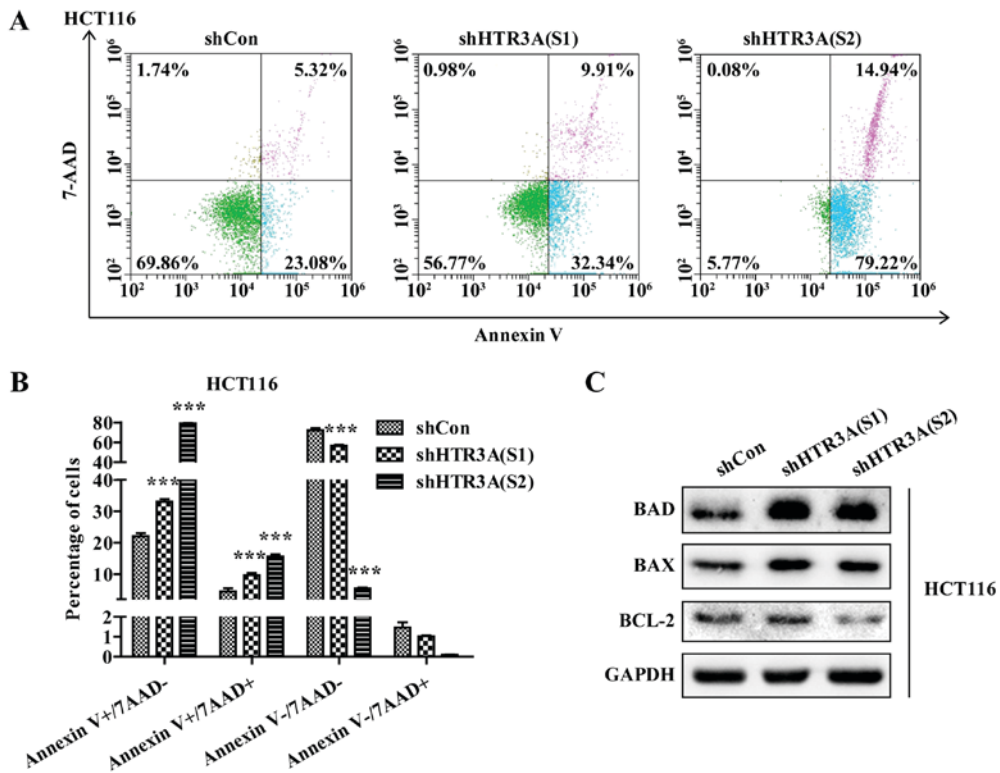 A
HCT116
shCon
shHTR3A(S1)
shHTR3A(S2)
7-AAD
10⁶
10⁵
10⁴
10³
10²
1.74% 5.32%
69.86% 23.08%
10² 10³ 10⁴ 10⁵ 10⁶
10⁶
10⁵
10⁴
10³
10²
0.98% 9.91%
56.77% 32.34%
10² 10³ 10⁴ 10⁵ 10⁶
10⁶
10⁵
10⁴
10³
10²
0.08% 14.94%
5.77% 79.22%
10² 10³ 10⁴ 10⁵ 10⁶
Annexin V
B
HCT116
Percentage of cells
80
60
40
40
30
20
10
2
1
0
*** *** *** *** *** ***
shCon
shHTR3A(S1)
shHTR3A(S2)
Annexin V+/7AAD-
Annexin V+/7AAD+
Annexin V-/7AAD-
Annexin V-/7AAD+
C
shCon
shHTR3A(S1)
shHTR3A(S2)
BAD
BAX
BCL-2
GAPDH
HCT116